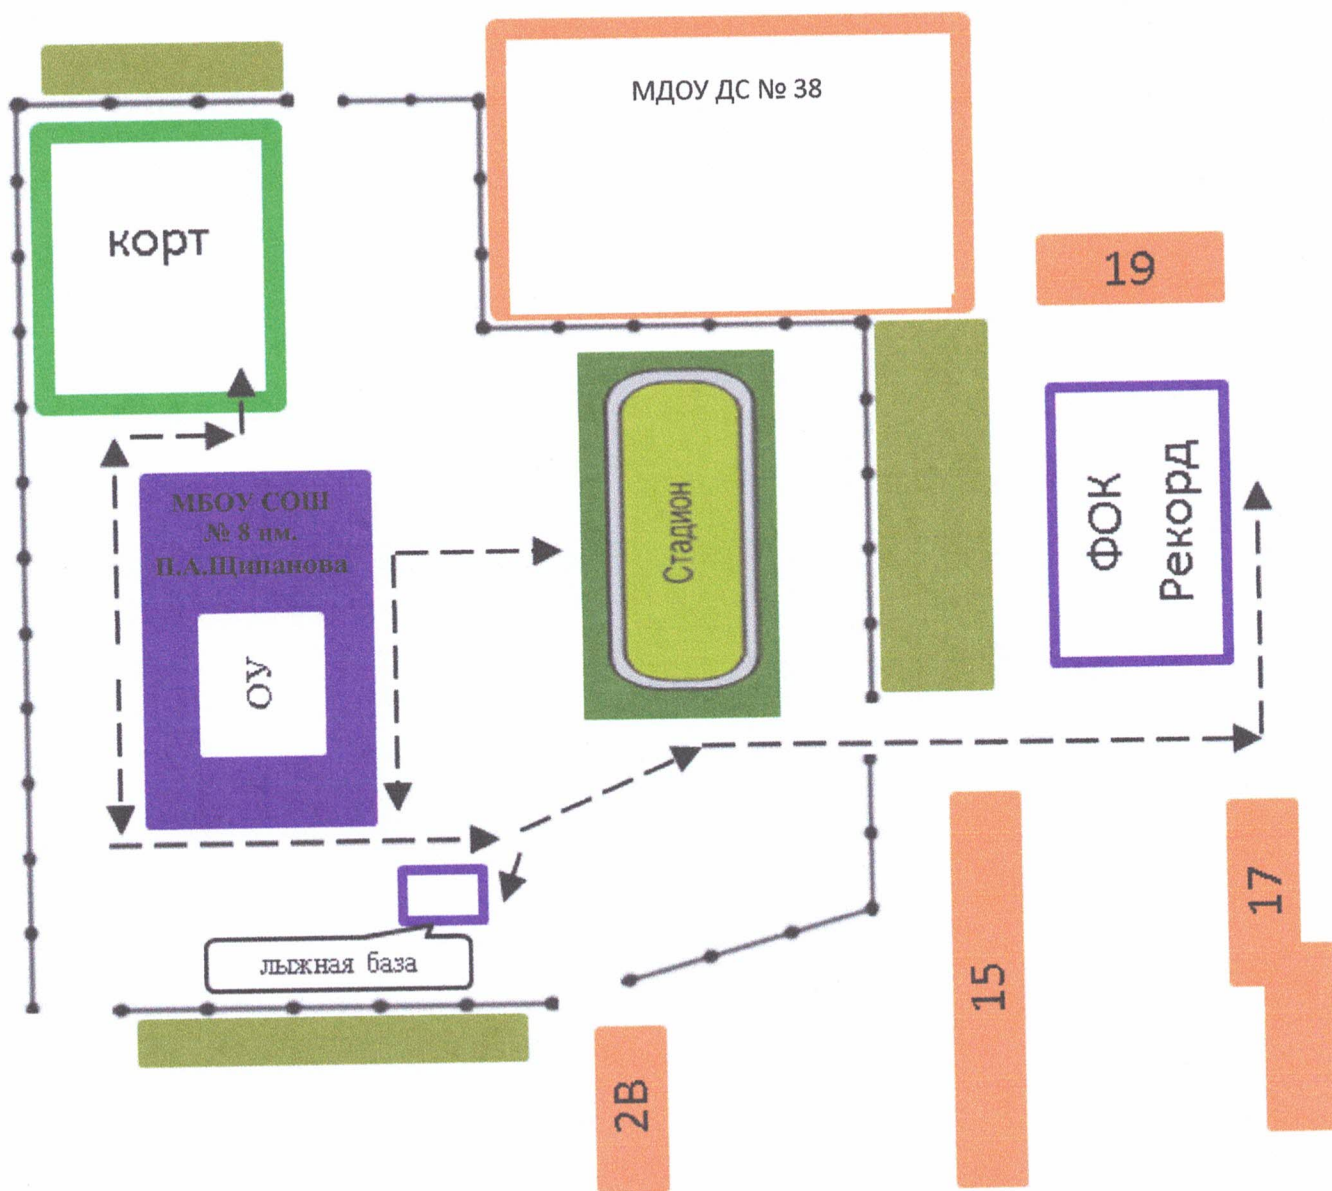 МДОУ ДС № 38
корт
19
МБОУ СОШ
№ 8 им.
П.А.Щипанова
ОУ
Стадион
ФОК
Рекорд
лыжная база
17
15
2В